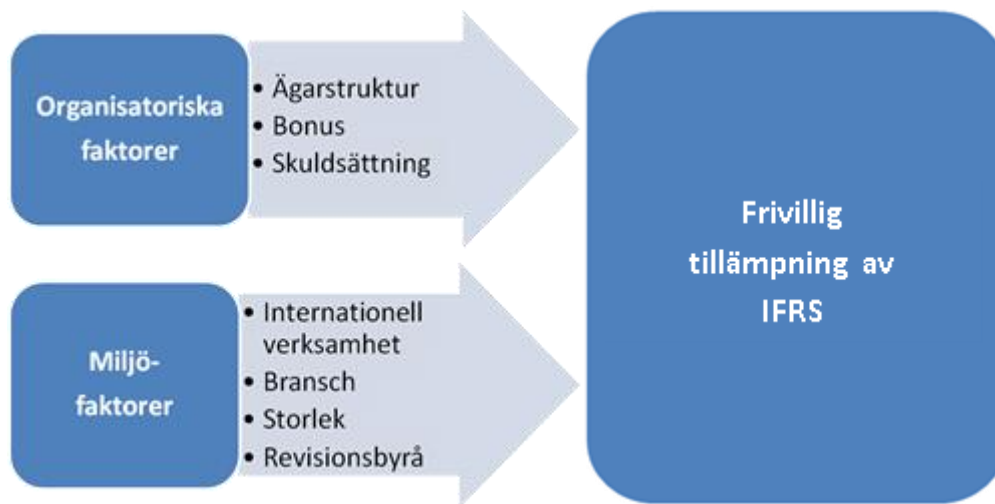 Organisatoriska
faktorer
• Ägarstruktur
• Bonus
• Skuldsättning
Miljö-
faktorer
• Internationell
verksamhet
• Bransch
• Storlek
• Revisionsbyrå
Frivillig
tillämpning av
IFRS